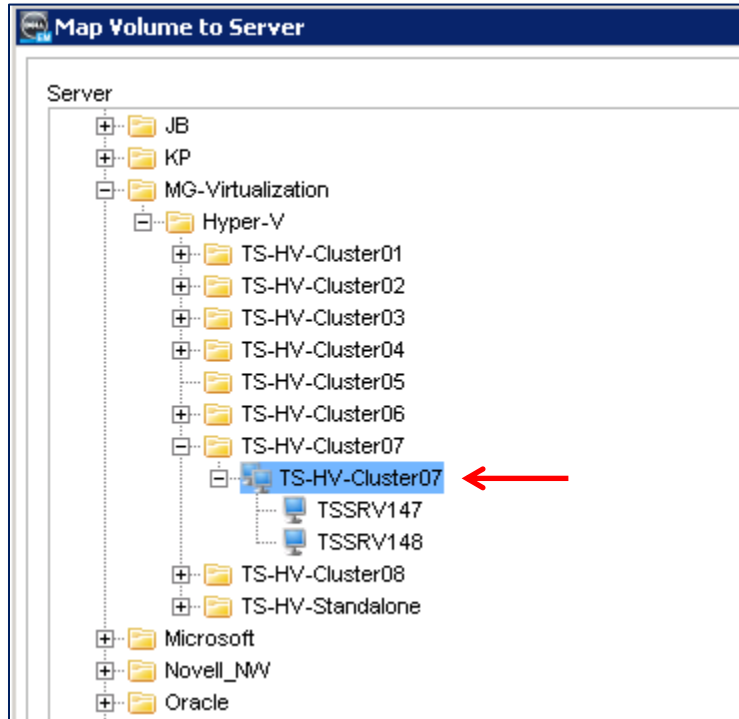 Map Volume to Server
Server
JB
KP
MG-Virtualization
Hyper-V
TS-HV-Cluster01
TS-HV-Cluster02
TS-HV-Cluster03
TS-HV-Cluster04
TS-HV-Cluster05
TS-HV-Cluster06
TS-HV-Cluster07
TS-HV-Cluster07
TSSRV147
TSSRV148
TS-HV-Cluster08
TS-HV-Standalone
Microsoft
Novell_NW
Oracle